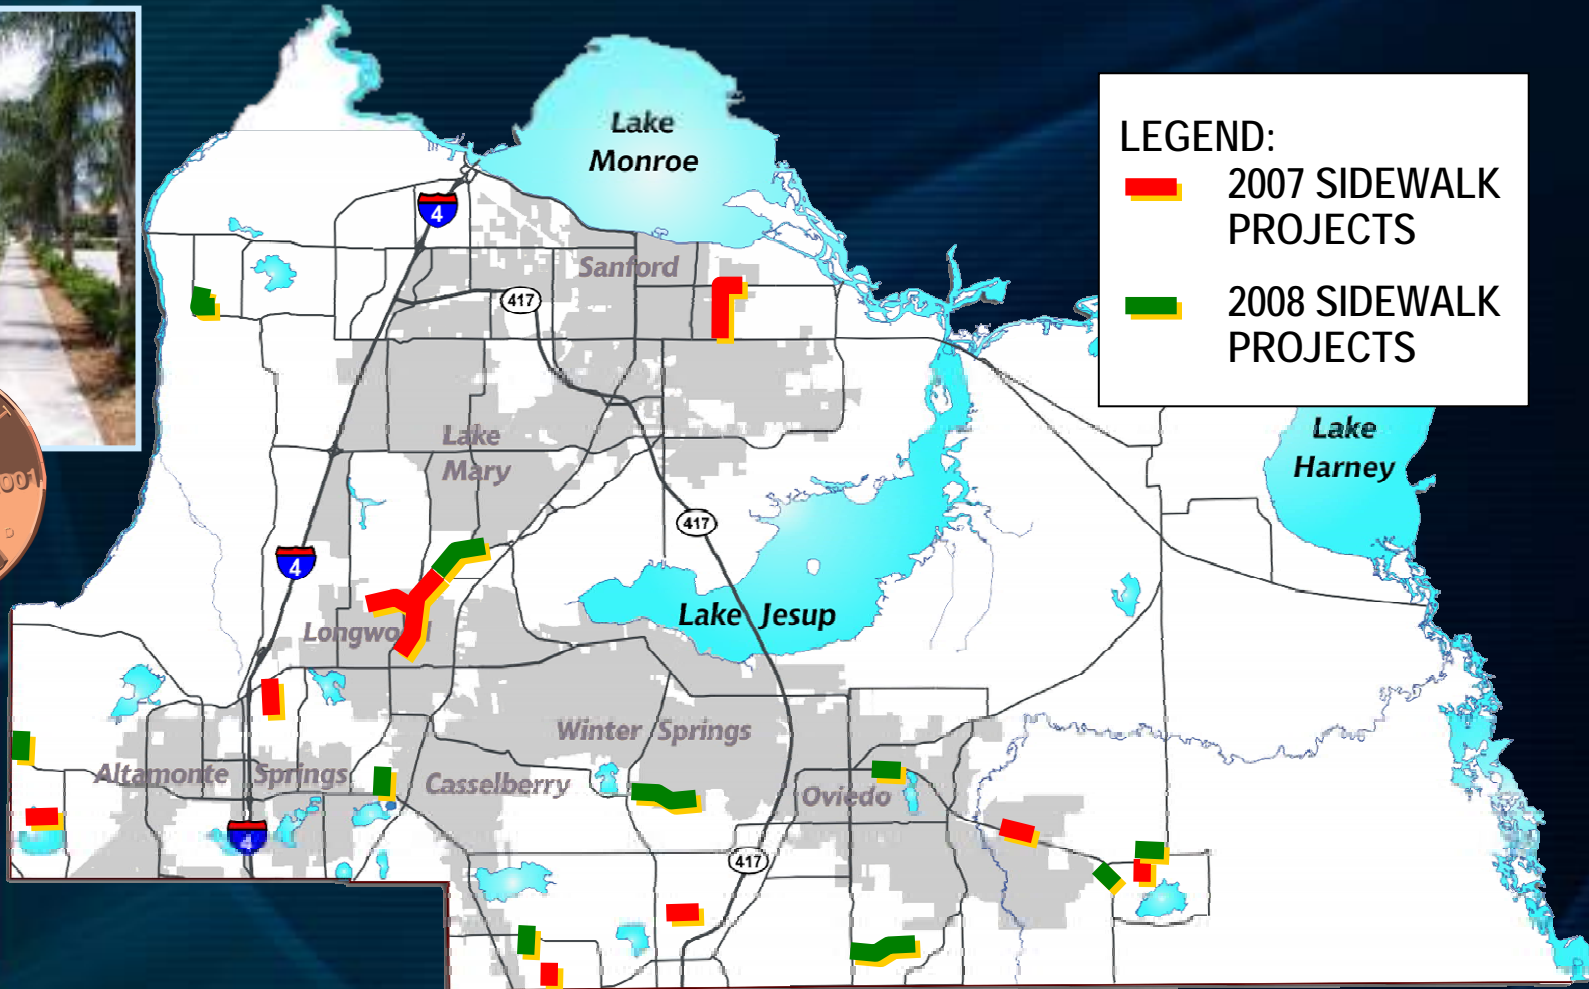 LEGEND:
2007 SIDEWALK
PROJECTS
2008 SIDEWALK
PROJECTS
Lake
Monroe
4
Sanford
417
Lake
Mary
Lake
Harney
001
417
4
Lake Jesup
Winter Springs
Altamonte Springs
Casselberry
Oviedo
4
417